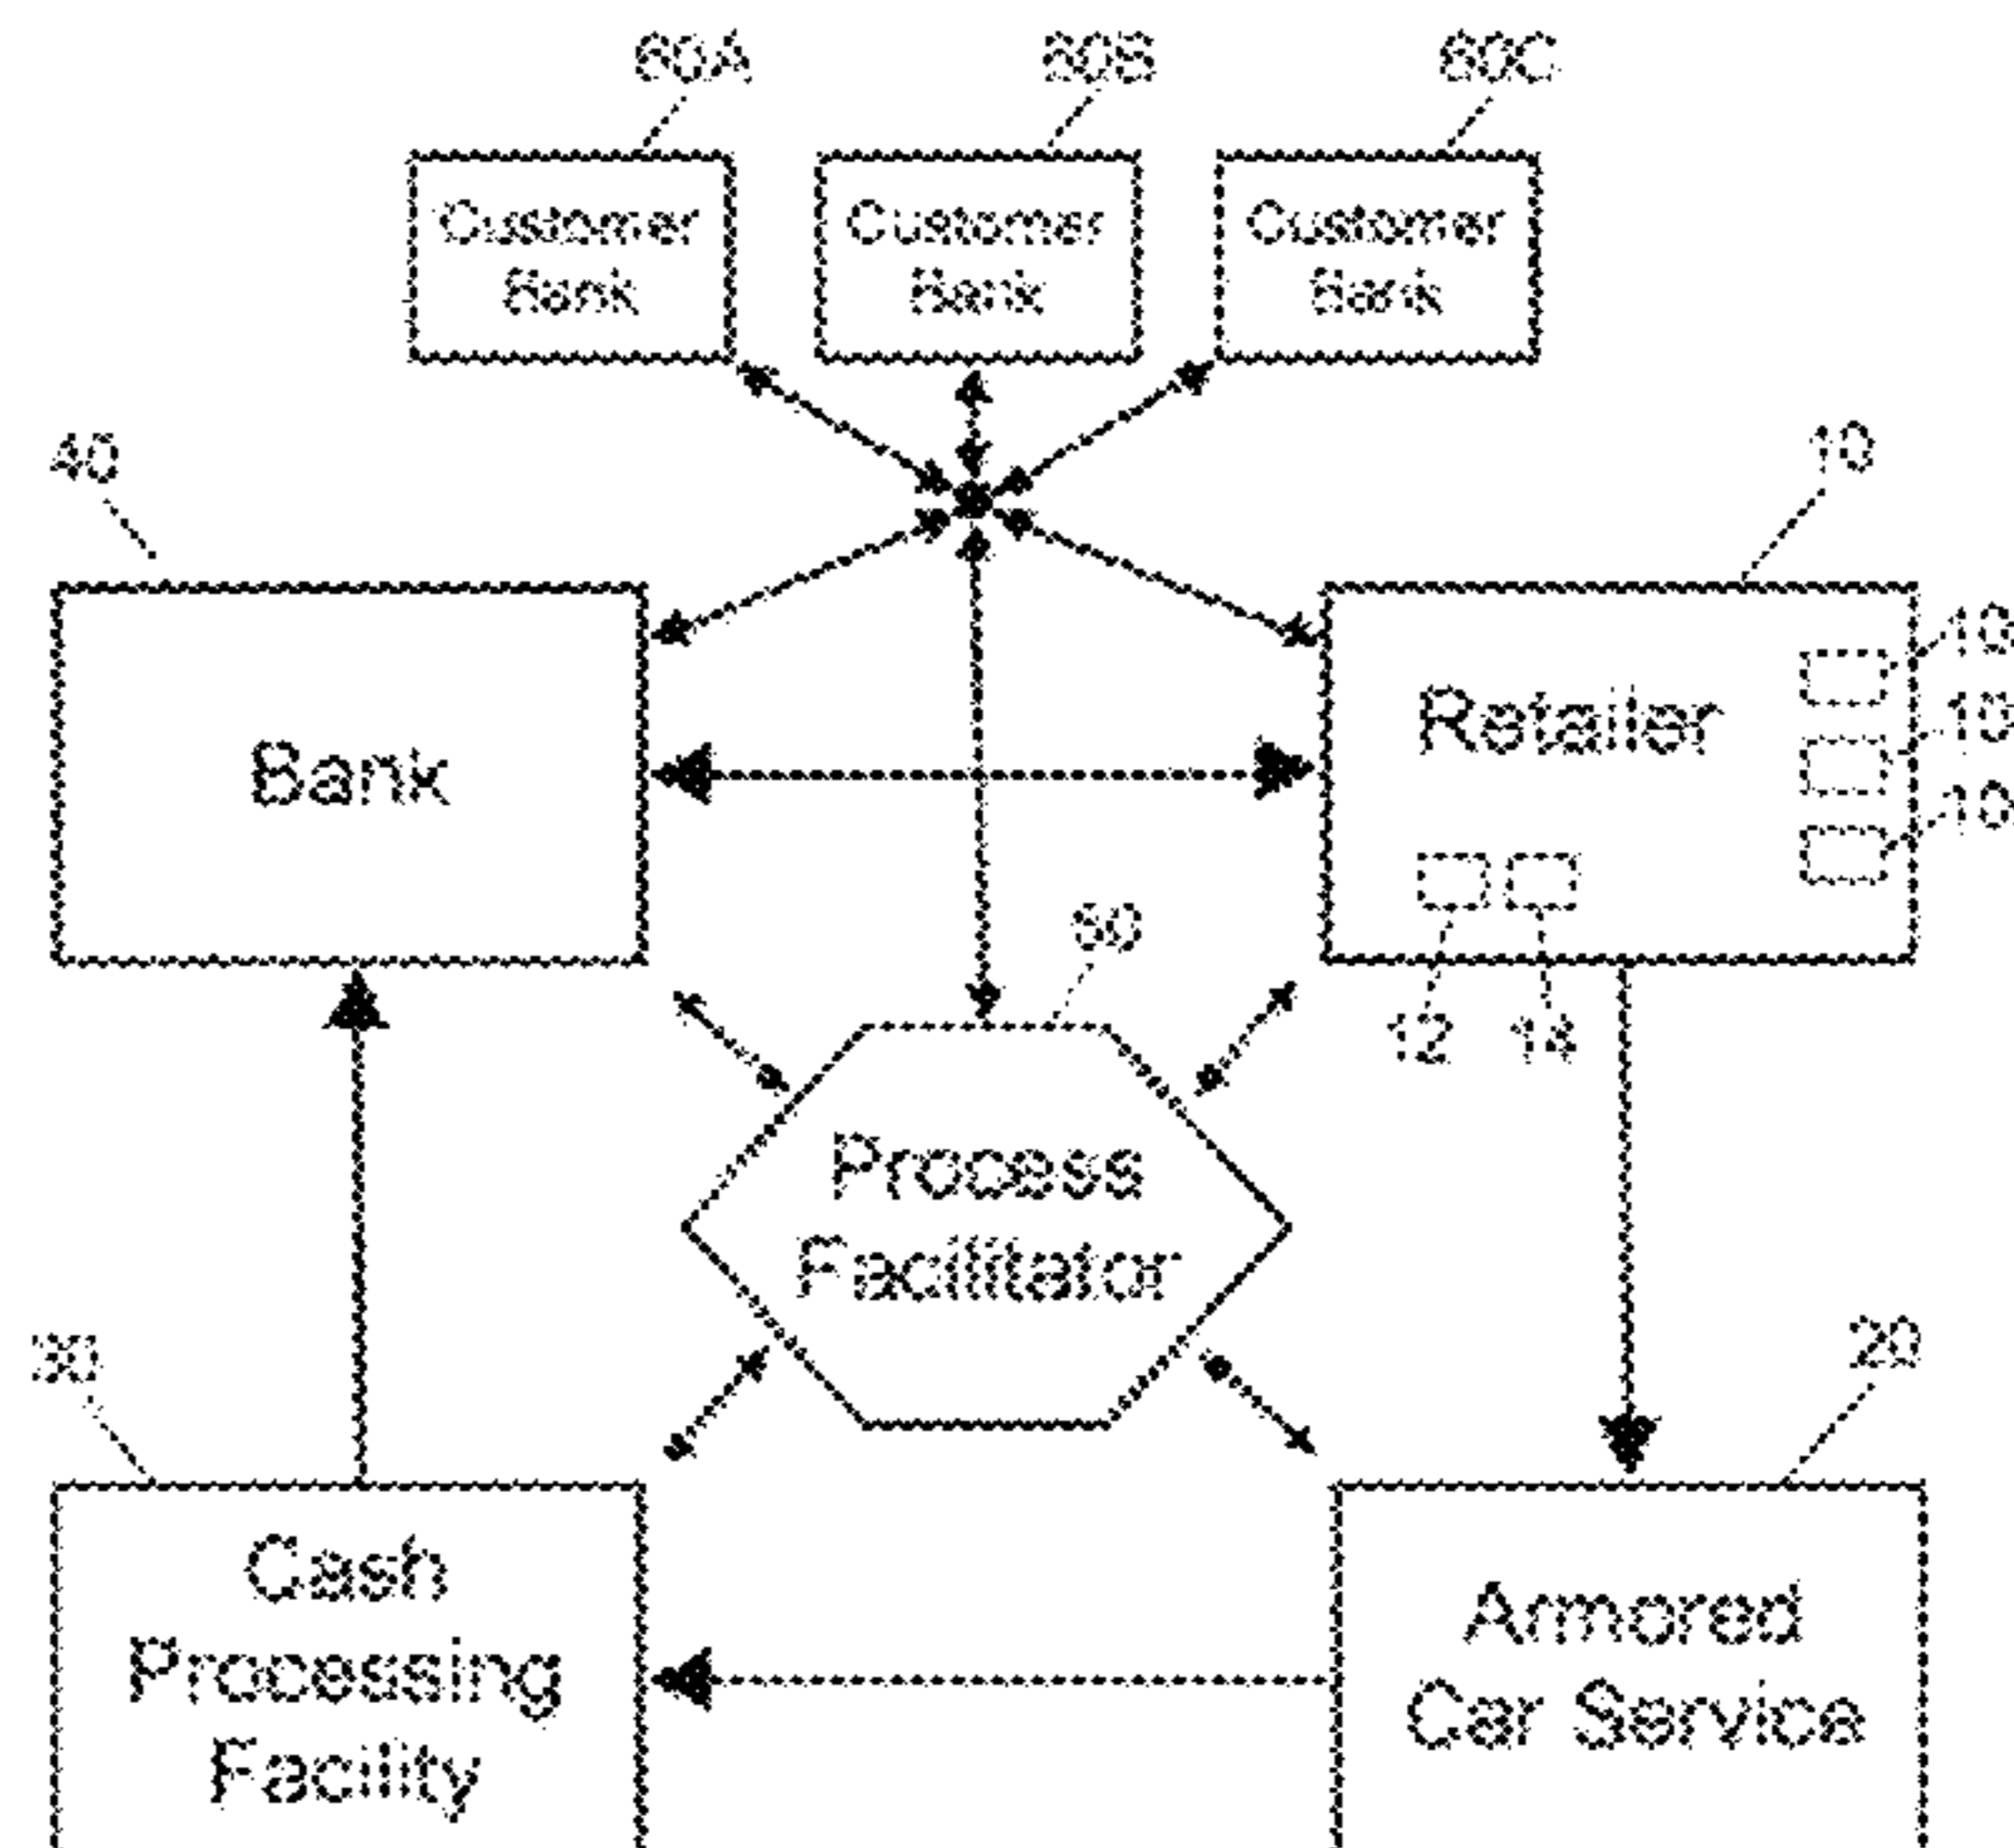 60A
60B
60C
Customer
Bank
Customer
Bank
Customer
Bank
40
10
Bank
Retailer
50
12
14
Process
Facilitator
30
20
Cash
Processing
Facility
Armored
Car Service